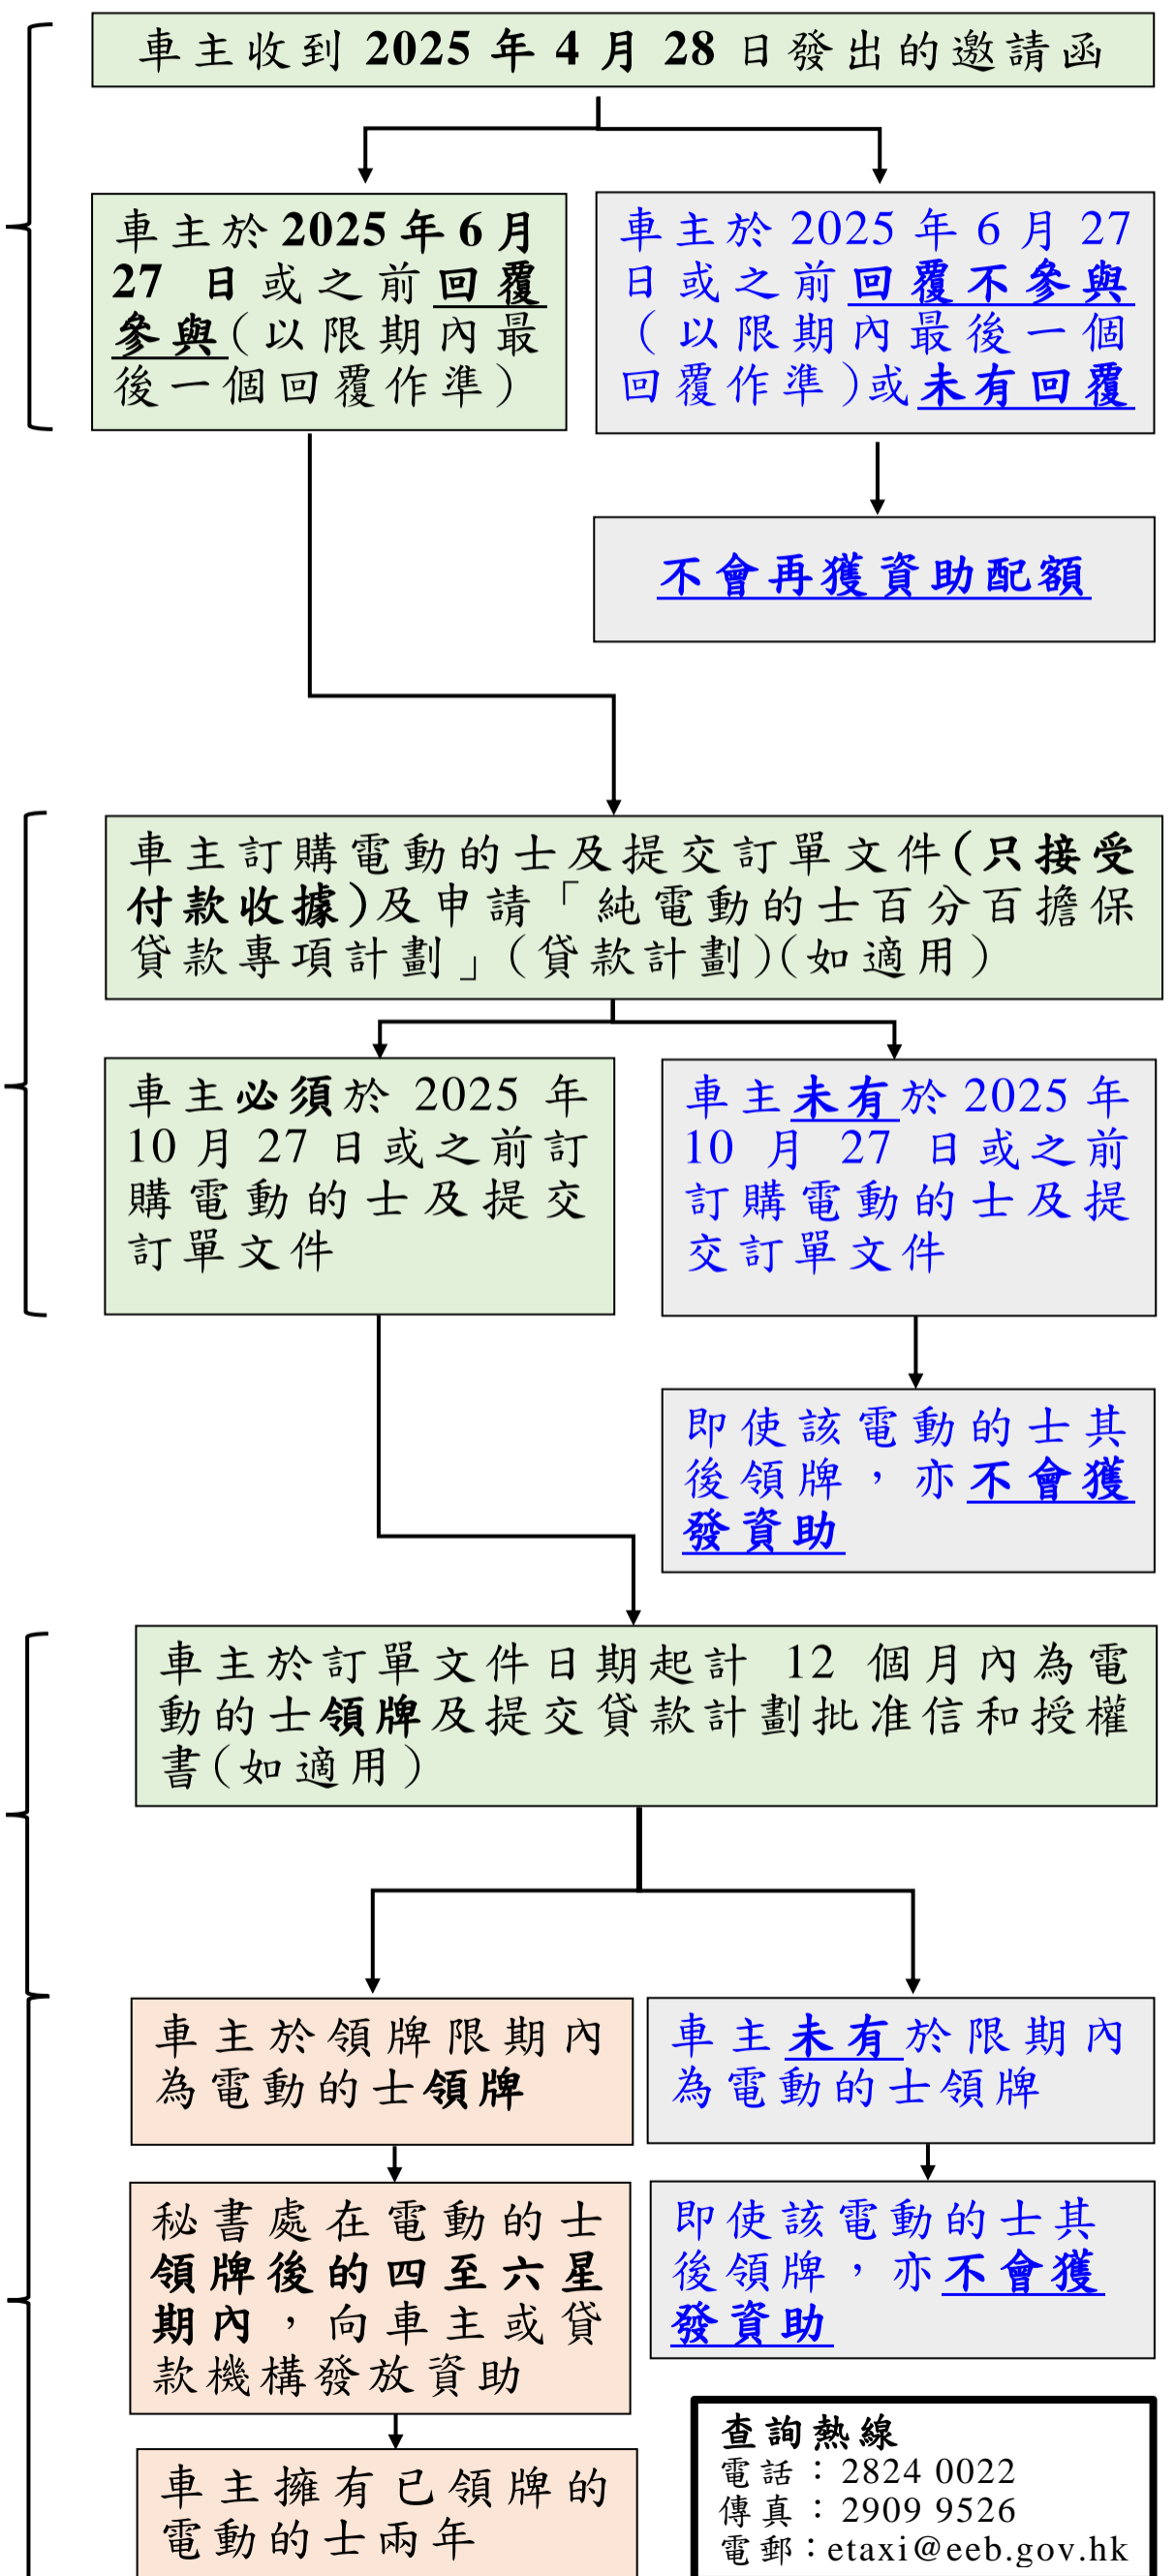 車主收到 2025 年 4 月 28 日發出的邀請函
車主於 2025 年 6 月
27 日或之前回覆
參與(以限期內最
後一個回覆作準)
車主於 2025 年 6 月 27
日或之前回覆不參與
(以限期內最後一個
回覆作準)或未有回覆
不會再獲資助配額
車主訂購電動的士及提交訂單文件(只接受
付款收據)及申請「純電動的士百分百擔保
貸款專項計劃」(貸款計劃)(如適用)
車主必須於 2025 年
10 月 27 日或之前訂
購電動的士及提交
訂單文件
車主未有於 2025 年
10 月 27 日或之前
訂購電動的士及提
交訂單文件
即使該電動的士其
後領牌，亦不會獲
發資助
車主於訂單文件日期起計 12 個月內為電
動的士領牌及提交貸款計劃批准信和授權
書(如適用)
車主於領牌限期內
為電動的士領牌
車主未有於限期內
為電動的士領牌
秘書處在電動的士
領牌後的四至六星
期內，向車主或貸
款機構發放資助
即使該電動的士其
後領牌，亦不會獲
發資助
車主擁有已領牌的
電動的士兩年
查詢熱線
電話：2824 0022
傳真：2909 9526
電郵：etaxi@eeb.gov.hk